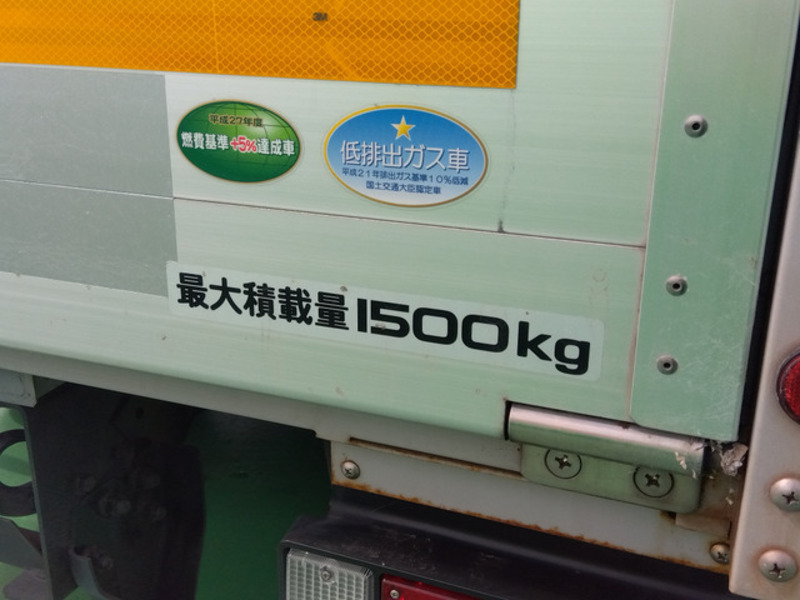 3M
平成27年度
燃費基準+5%達成車
低排出ガス車
平成21年排出ガス基準10%低減
国土交通大臣認定車
最大積載量1500kg